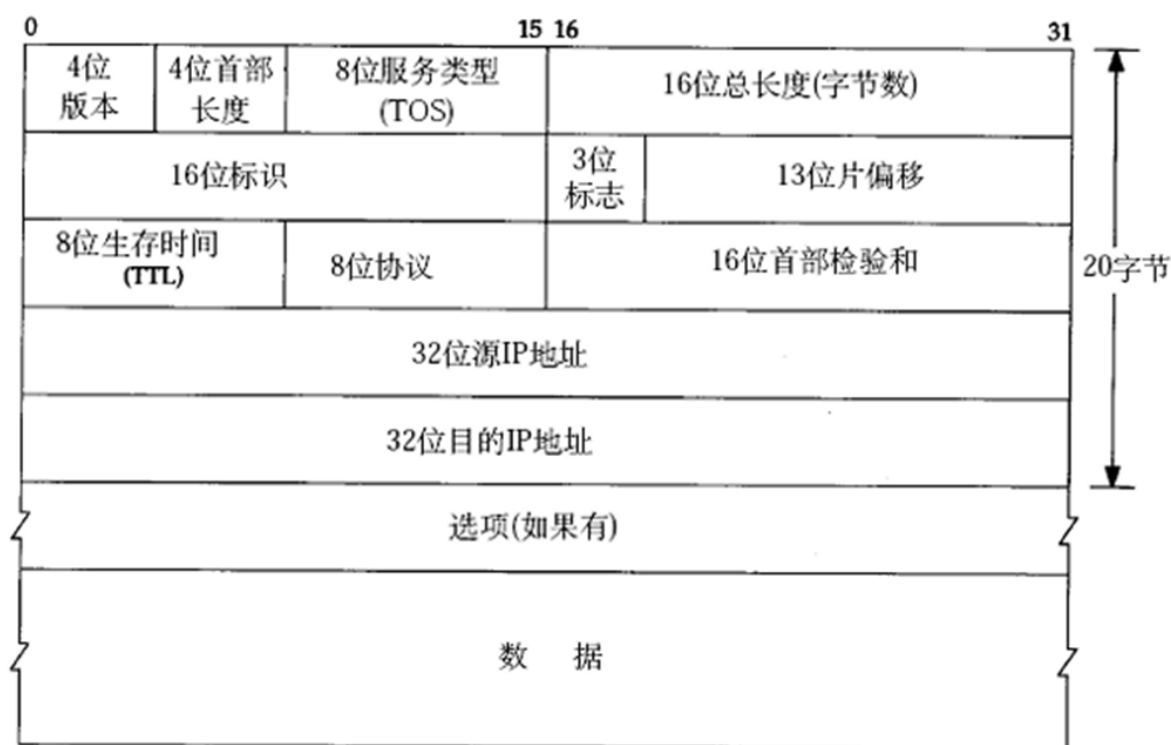 0 15 16 31
4位
版本
4位首部
长度
8位服务类型
(TOS)
16位总长度(字节数)
16位标识
3位
标志
13位片偏移
8位生存时间
(TTL)
8位协议
16位首部检验和
20字节
32位源IP地址
32位目的IP地址
选项(如果有)
数 据